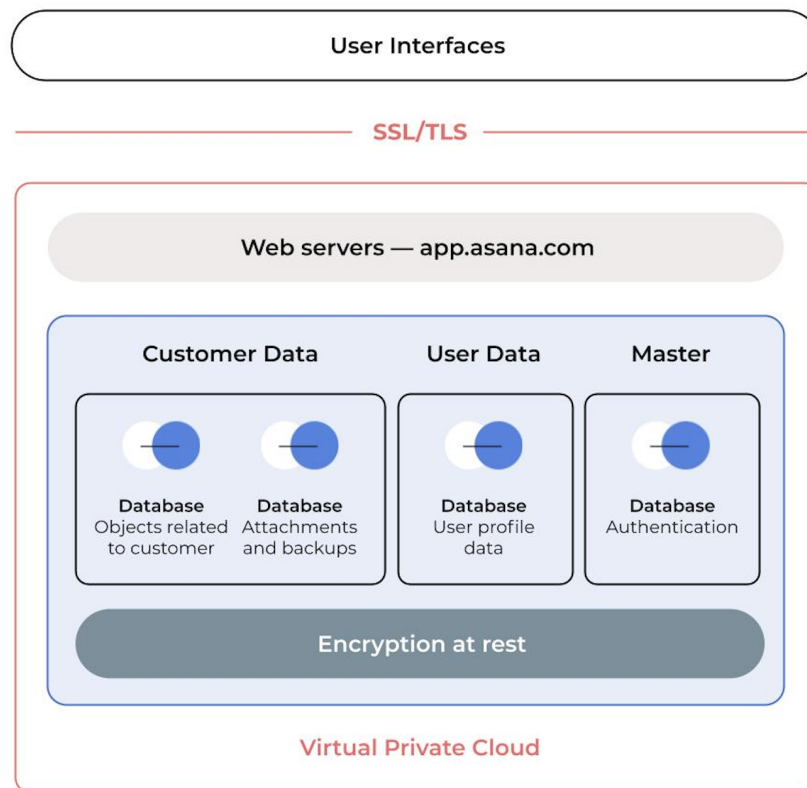 User Interfaces
SSL/TLS
Web servers — app.asana.com
Customer Data
User Data
Master
Database
Objects related
to customer
Database
Attachments
and backups
Database
User profile
data
Database
Authentication
Encryption at rest
Virtual Private Cloud